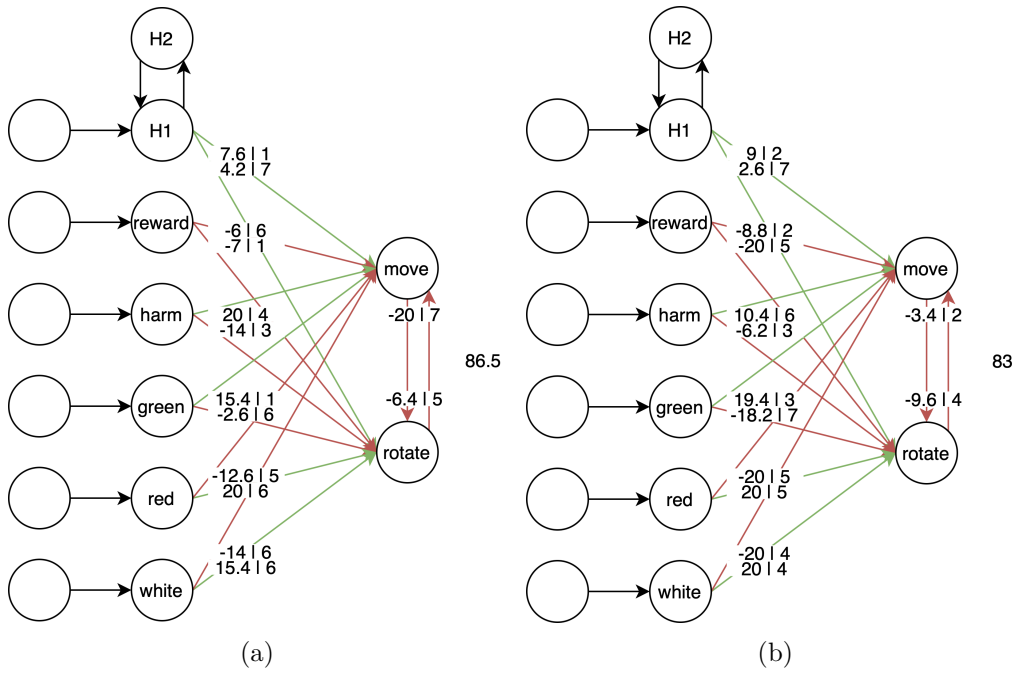 H2
H1
7.6 | 1
4.2 | 7
reward
-6 | 6
-7 | 1
move
harm
20 | 4
-14 | 3
-20 | 7
86.5
green
15.4 | 1
-2.6 | 6
-6.4 | 5
rotate
red
-12.6 | 5
20 | 6
white
-14 | 6
15.4 | 6
(a)
H2
H1
9 | 2
2.6 | 7
reward
-8.8 | 2
-20 | 5
move
harm
10.4 | 6
-6.2 | 3
-3.4 | 2
83
green
19.4 | 3
-18.2 | 7
-9.6 | 4
rotate
red
-20 | 5
20 | 5
white
-20 | 4
20 | 4
(b)